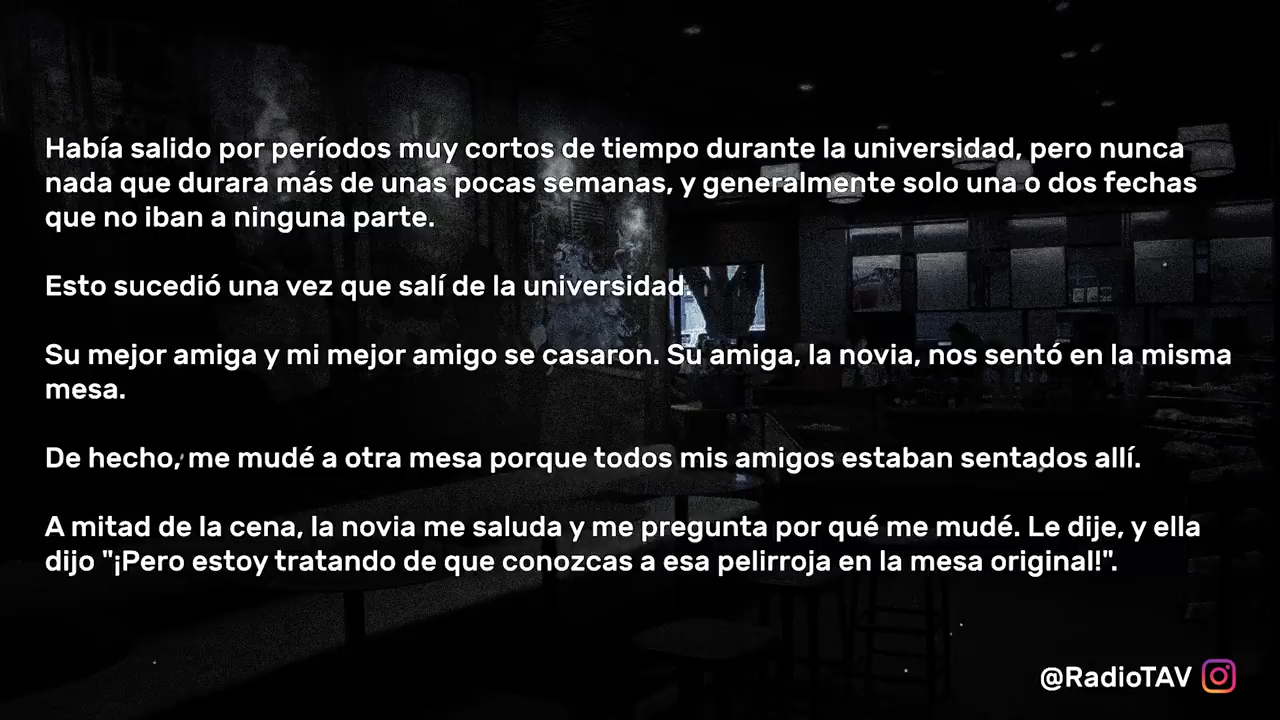 Había salido por períodos muy cortos de tiempo durante la universidad, pero nunca
nada que durara más de unas pocas semanas, y generalmente solo una o dos fechas
que no iban a ninguna parte.
Esto sucedió una vez que salí de la universidad.
Su mejor amiga y mi mejor amigo se casaron. Su amiga, la novia, nos sentó en la misma
mesa.
De hecho, me mudé a otra mesa porque todos mis amigos estaban sentados allí.
A mitad de la cena, la novia me saluda y me pregunta por qué me mudé. Le dije, y ella
dijo "¡Pero estoy tratando de que conozcas a esa pelirroja en la mesa original!".
@RadioTAV